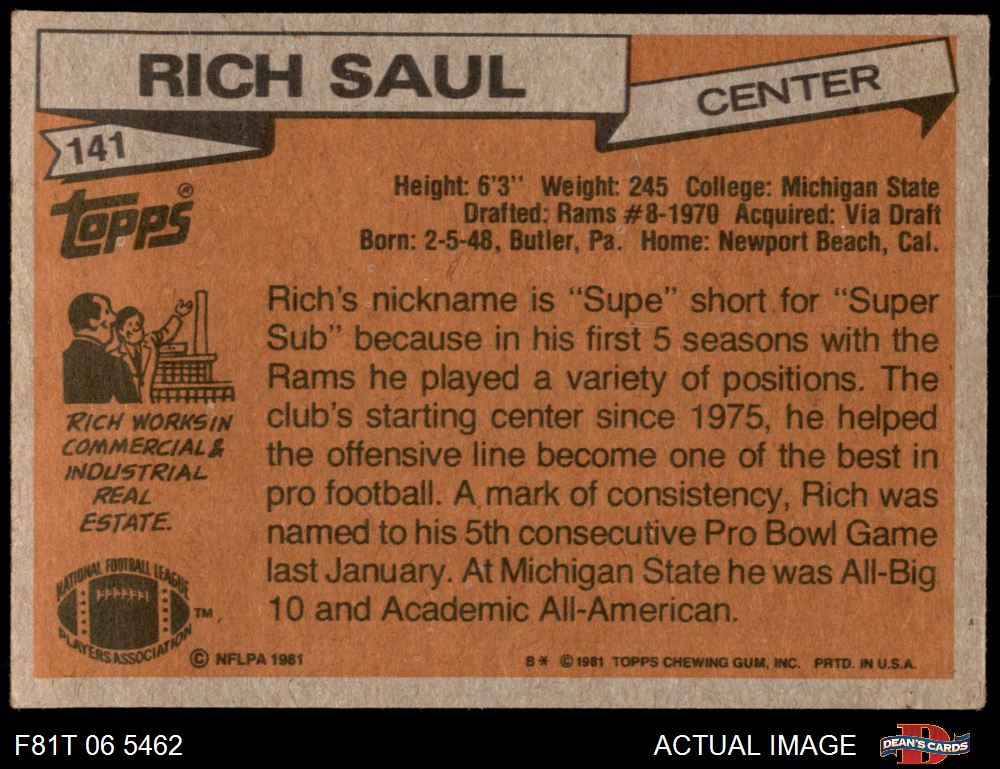 RICH SAUL
CENTER
141
TOPPS®
Height: 6'3" Weight: 245 College: Michigan State
Drafted: Rams #8-1970 Acquired: Via Draft
Born: 2-5-48, Butler, Pa. Home: Newport Beach, Cal.
Rich's nickname is "Supe" short for "Super
Sub" because in his first 5 seasons with the
Rams he played a variety of positions. The
club's starting center since 1975, he helped
the offensive line become one of the best in
pro football. A mark of consistency, Rich was
named to his 5th consecutive Pro Bowl Game
last January. At Michigan State he was All-Big
10 and Academic All-American.
RICH WORKS IN
COMMERCIAL &
INDUSTRIAL
REAL
ESTATE.
NATIONAL FOOTBALL LEAGUE
PLAYERS ASSOCIATION
TM
© NFLPA 1981
B* © 1981 TOPPS CHEWING GUM, INC. PRTD. IN U.S.A.
F81T 06 5462
ACTUAL IMAGE
D
DEAN'S CARDS